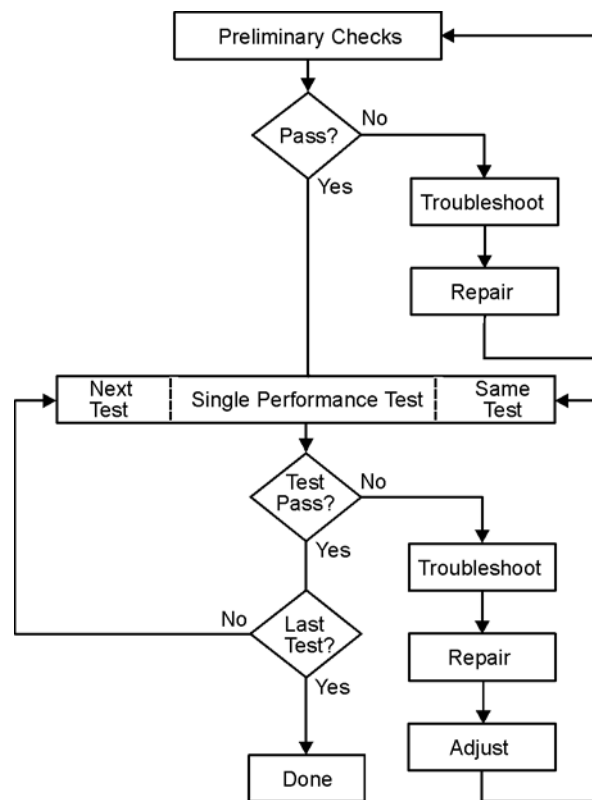 Preliminary Checks
Pass?
No
Yes
Troubleshoot
Repair
Next
Test
Single Performance Test
Same
Test
Test
Pass?
No
Yes
Troubleshoot
No
Last
Test?
Yes
Repair
Adjust
Done